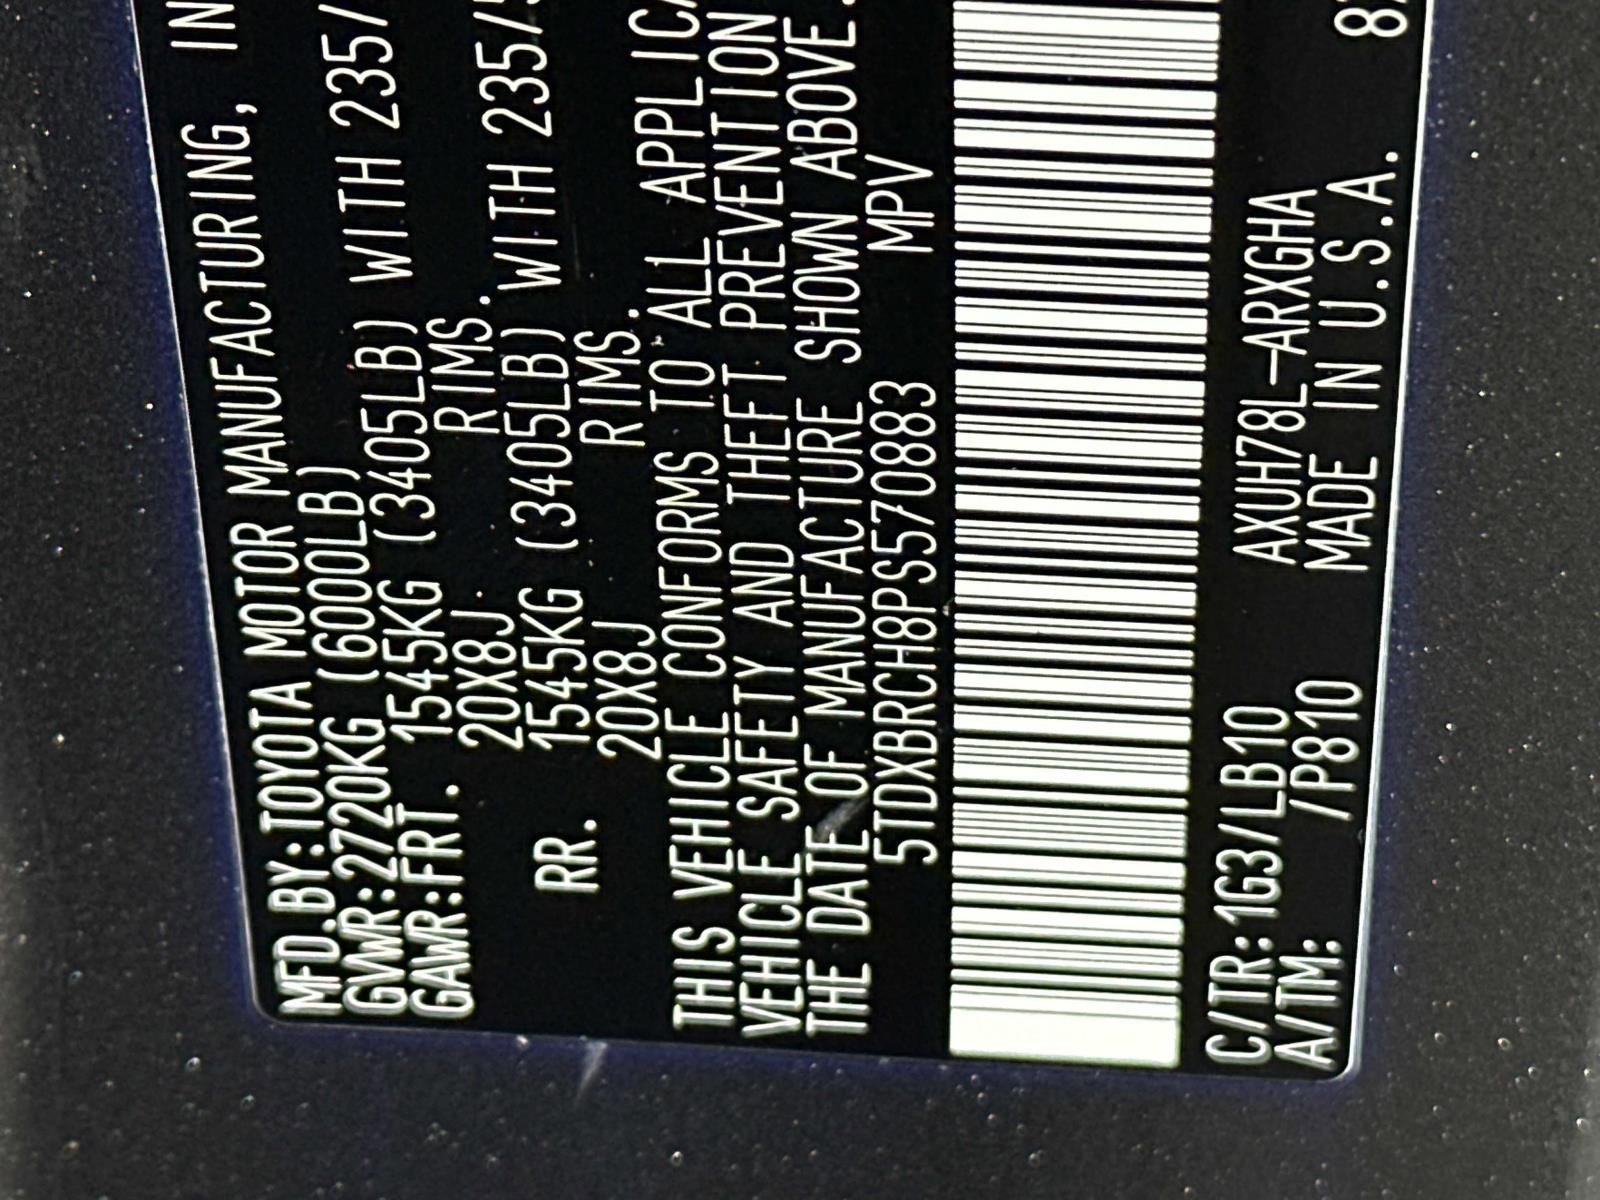 MFD.BY:TOYOTA MOTOR MANUFACTURING, IN
GVWR:2720KG (6000LB)
GAWR:FRT. 1545KG (3405LB) WITH 235/
20X8J RIMS.
RR. 1545KG (3405LB) WITH 235/
20X8J RIMS.
THIS VEHICLE CONFORMS TO ALL APPLICA
VEHICLE SAFETY AND THEFT PREVENTION
THE DATE OF MANUFACTURE SHOWN ABOVE.
5TDXBRCH8PS570883 MPV
C/TR:1G3/LB10 AXUH78L-ARXGHA
A/TM: /P810 MADE IN U.S.A. 8